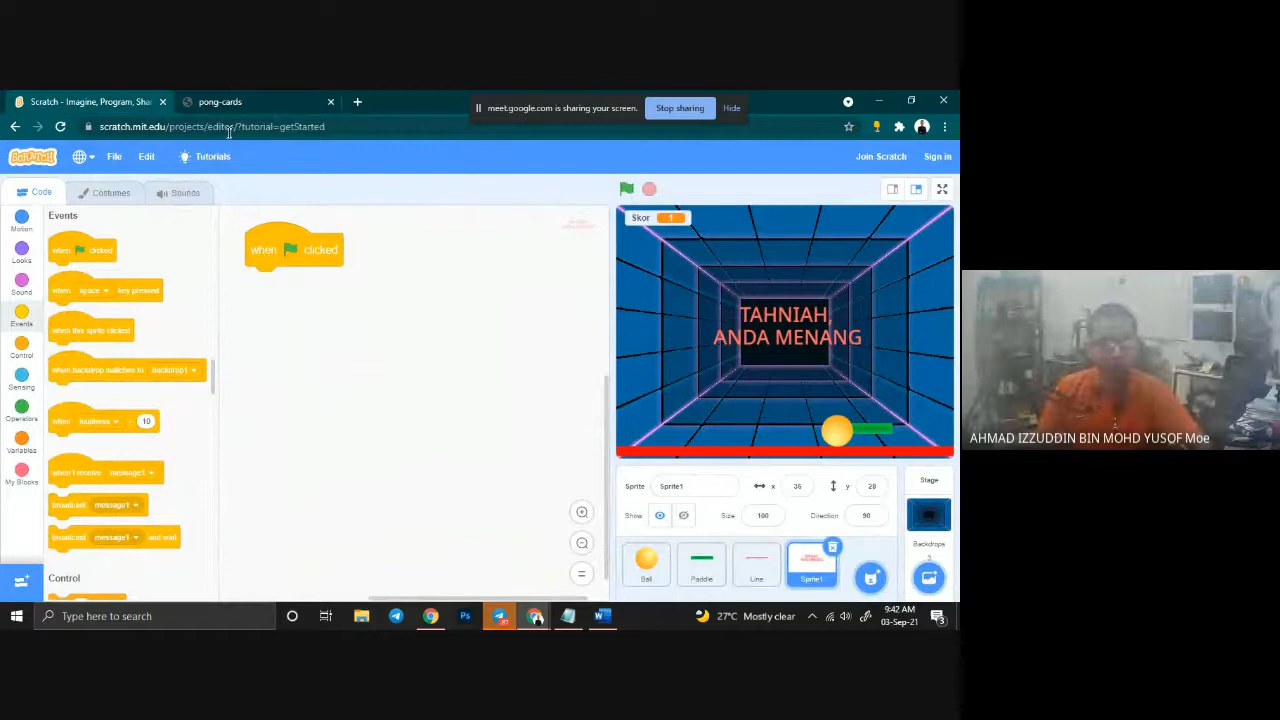 Scratch - Imagine, Program, Sha
pong-cards
meet.google.com is sharing your screen.
Stop sharing
Hide
scratch.mit.edu/projects/editor/?tutorial=getStarted
SCRATCH
File
Edit
Tutorials
Join Scratch
Sign in
Code
Costumes
Sounds
Motion
Looks
Sound
Events
Control
Sensing
Operators
Variables
My Blocks
Events
when clicked
when space key pressed
when this sprite clicked
when backdrop switches to backdrop1
when loudness > 10
when I receive message1
broadcast message1
broadcast message1 and wait
Control
when clicked
Skor 1
TAHNIAH,
ANDA MENANG
Sprite Sprite1 x 36 y 28
Show Size 100 Direction 90
Ball
Paddle
Line
Sprite1
Stage
Backdrops
3
AHMAD IZZUDDIN BIN MOHD YUSOF Moe
Type here to search
27°C Mostly clear
9:42 AM
03-Sep-21